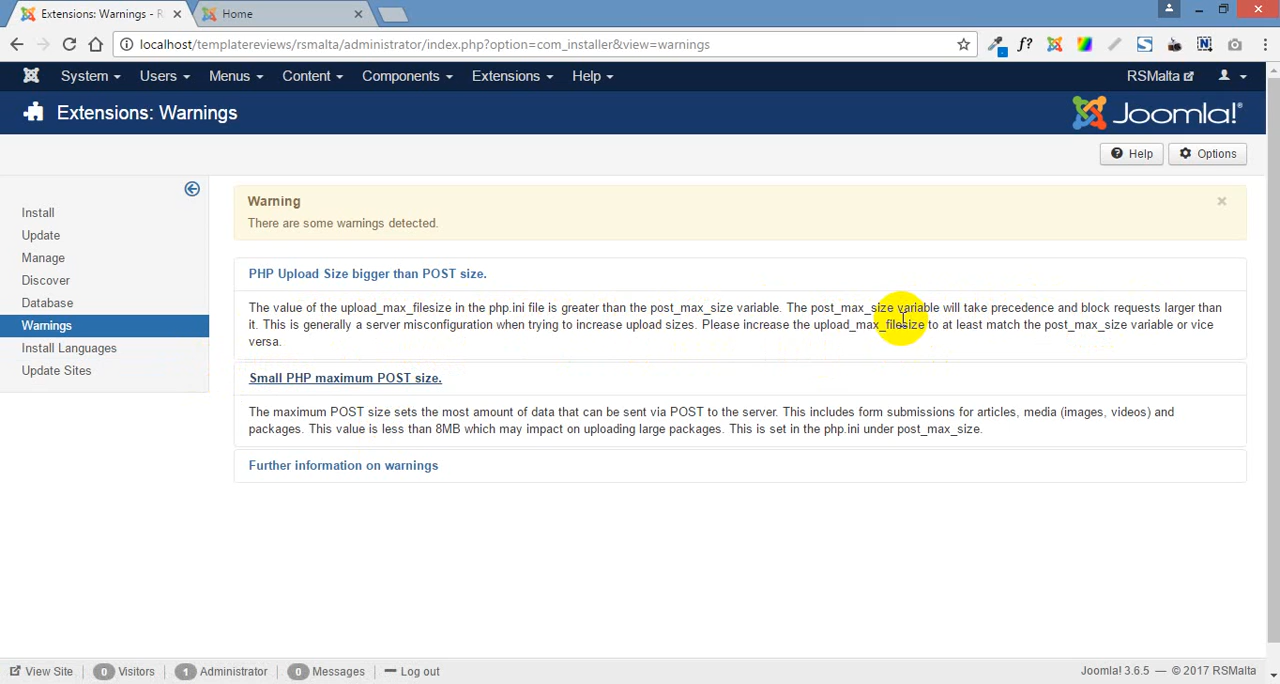 Extensions: Warnings - R
Home
localhost/templatereviews/rsmalta/administrator/index.php?option=com_installer&view=warnings
System Users Menus Content Components Extensions Help RSMalta
Extensions: Warnings
Joomla!®
Help Options
Install
Update
Manage
Discover
Database
Warnings
Install Languages
Update Sites
Warning
There are some warnings detected.
PHP Upload Size bigger than POST size.
The value of the upload_max_filesize in the php.ini file is greater than the post_max_size variable. The post_max_size variable will take precedence and block requests larger than
it. This is generally a server misconfiguration when trying to increase upload sizes. Please increase the upload_max_filesize to at least match the post_max_size variable or vice
versa.
Small PHP maximum POST size.
The maximum POST size sets the most amount of data that can be sent via POST to the server. This includes form submissions for articles, media (images, videos) and
packages. This value is less than 8MB which may impact on uploading large packages. This is set in the php.ini under post_max_size.
Further information on warnings
View Site 0 Visitors 1 Administrator 0 Messages Log out
Joomla! 3.6.5 — © 2017 RSMalta